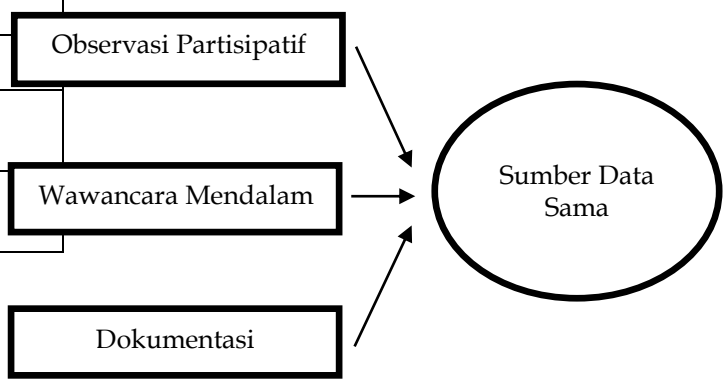 Observasi Partisipatif
Wawancara Mendalam
Sumber Data
Sama
Dokumentasi